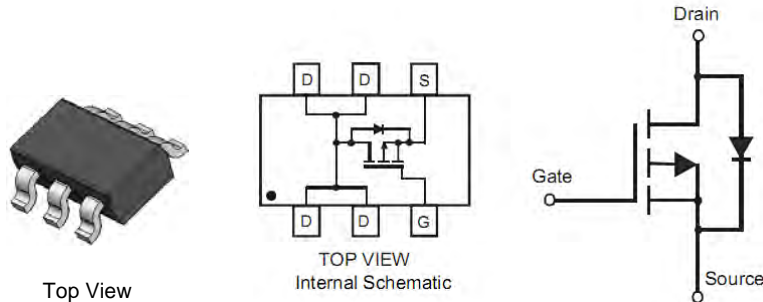 Top View
D D S
D D G
TOP VIEW
Internal Schematic
Drain
Gate
Source